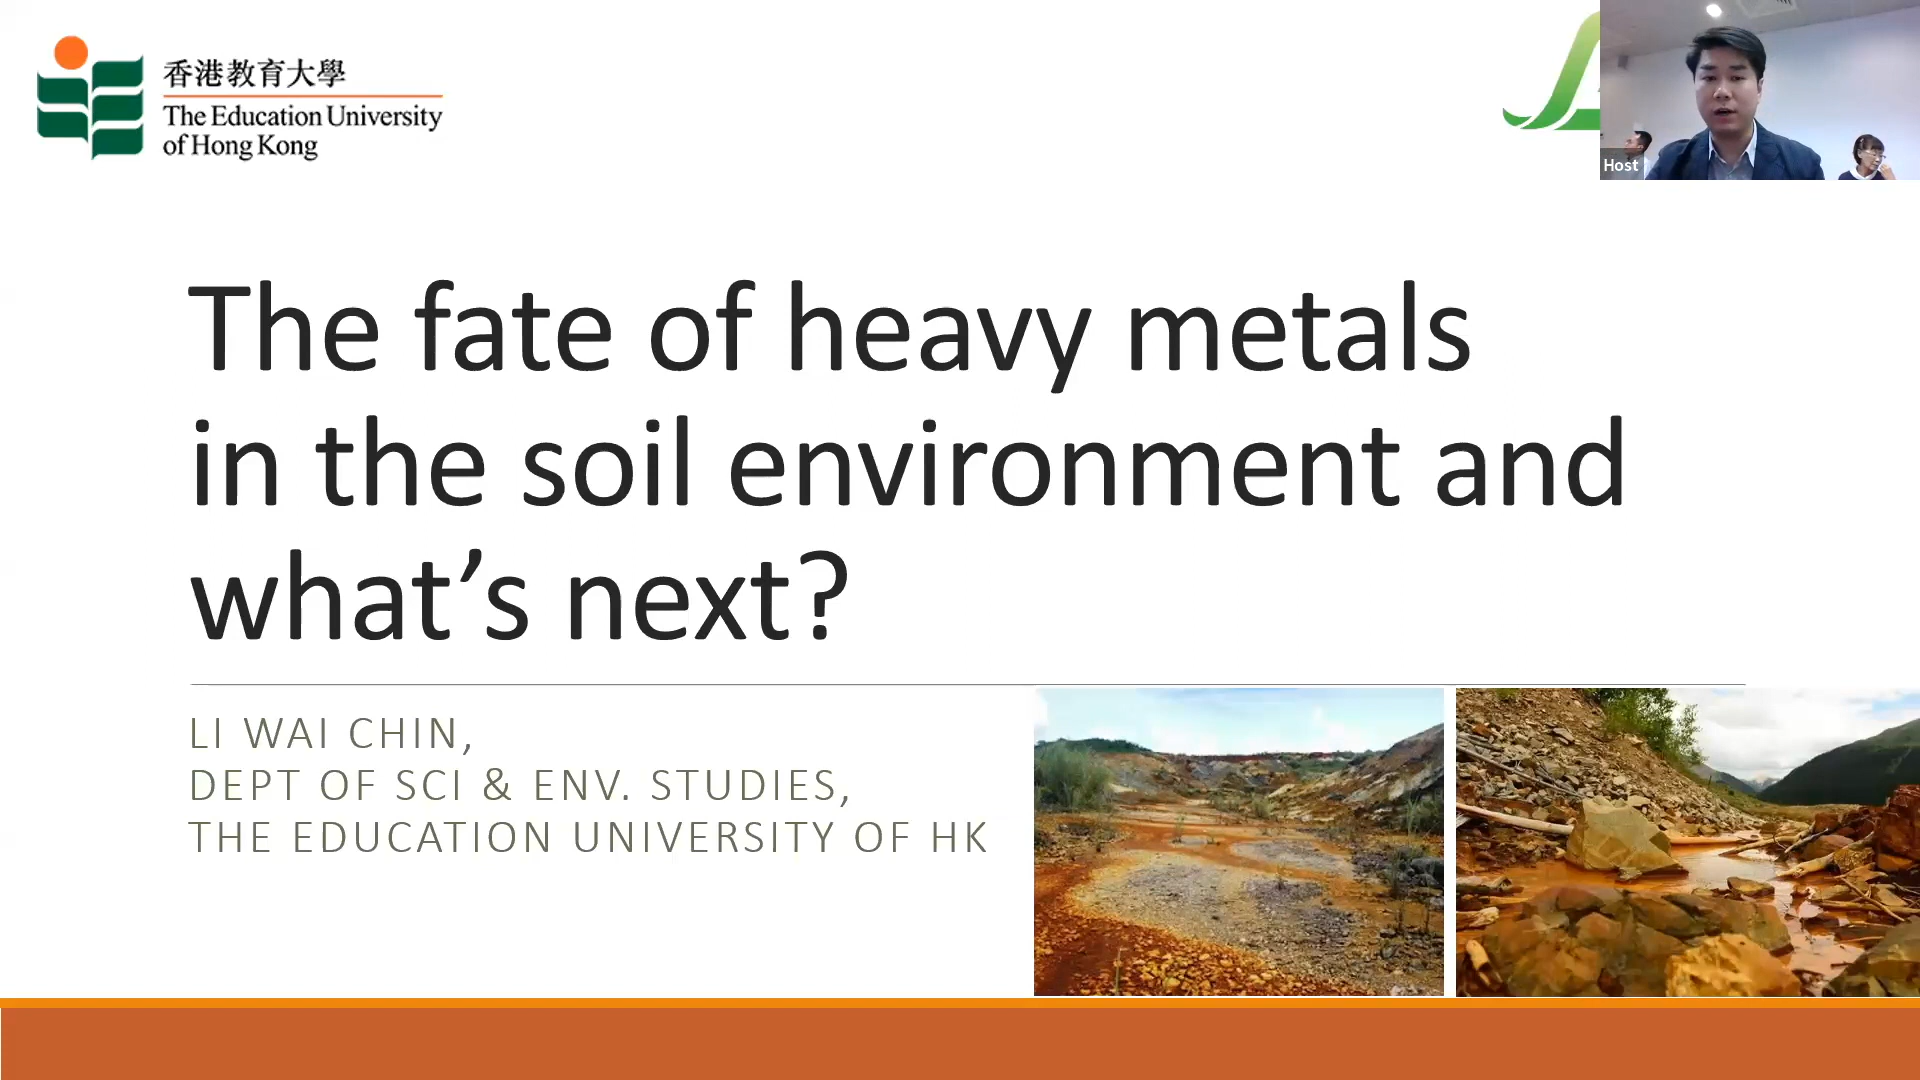 香港教育大學
The Education University
of Hong Kong
Host
The fate of heavy metals
in the soil environment and
what’s next?
LI WAI CHIN,
DEPT OF SCI & ENV. STUDIES,
THE EDUCATION UNIVERSITY OF HK